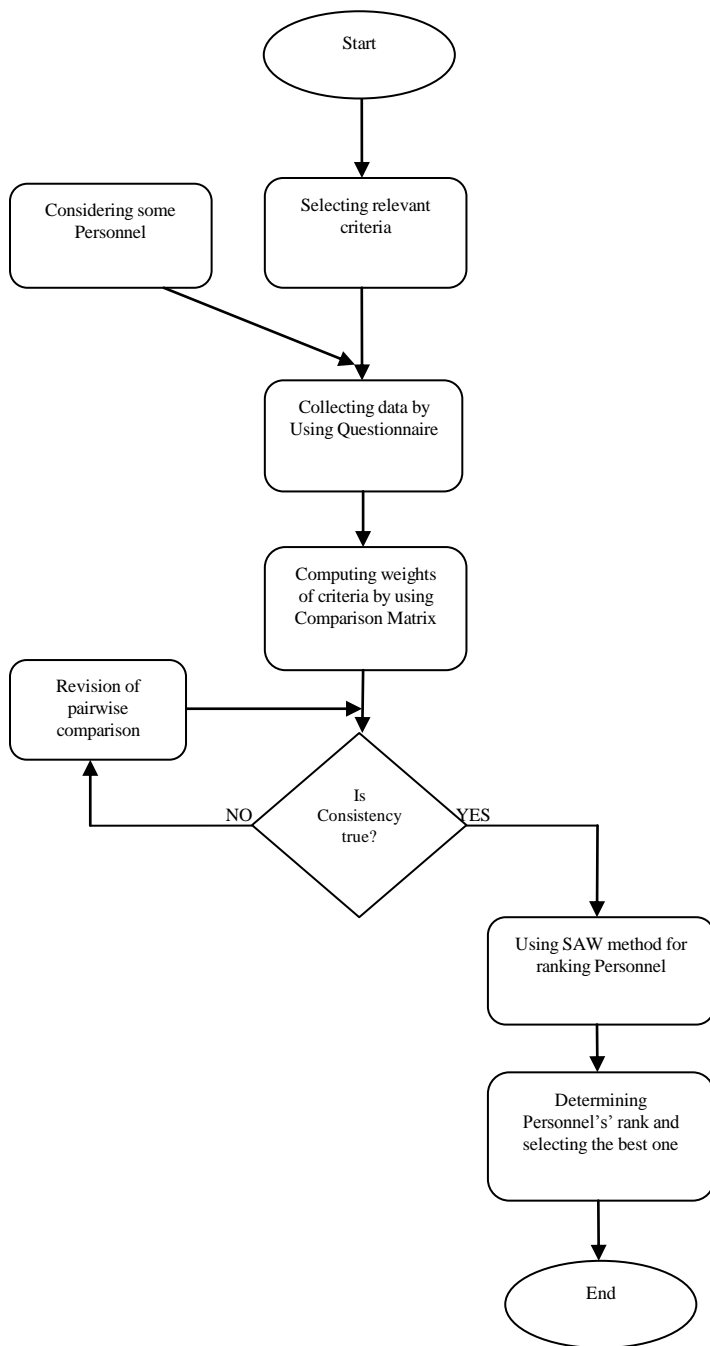 Start
Considering some
Personnel
Selecting relevant
criteria
Collecting data by
Using Questionnaire
Computing weights
of criteria by using
Comparison Matrix
Revision of
pairwise
comparison
Is
Consistency
true?
NO
YES
Using SAW method for
ranking Personnel
Determining
Personnel's' rank and
selecting the best one
End